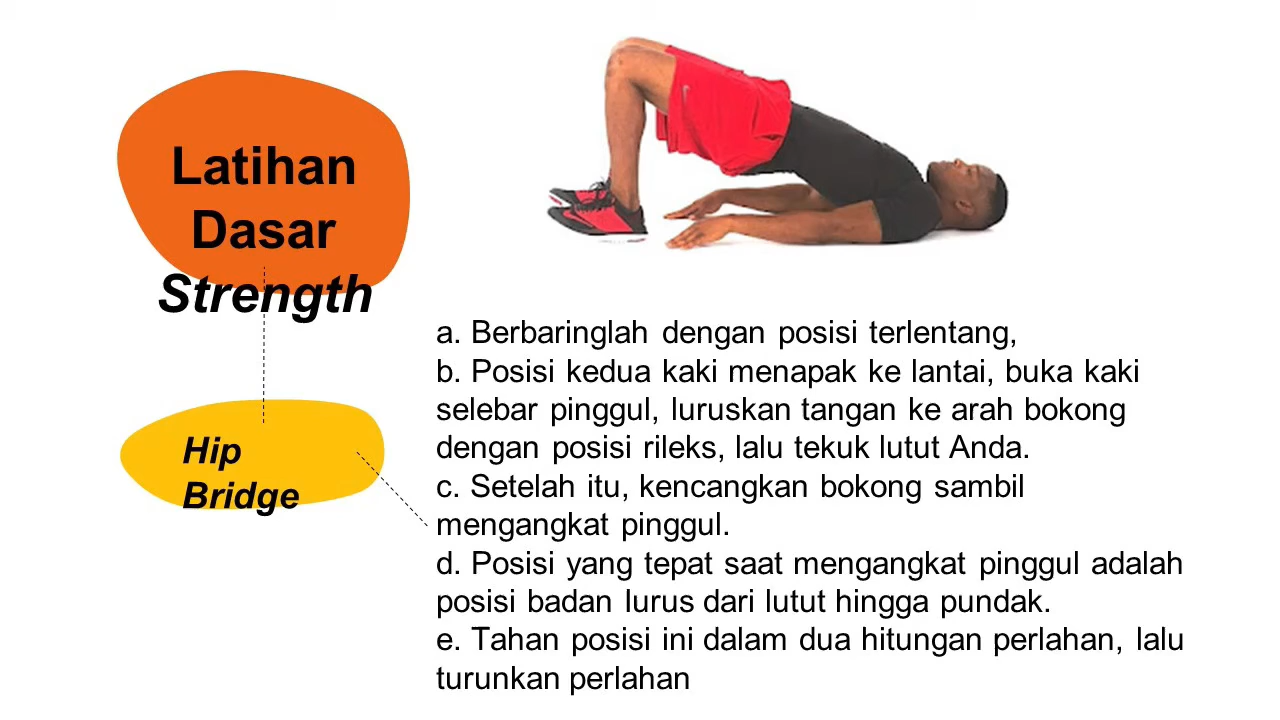 Latihan
Dasar
Strength
Hip
Bridge
a. Berbaringlah dengan posisi terlentang,
b. Posisi kedua kaki menapak ke lantai, buka kaki
selebar pinggul, luruskan tangan ke arah bokong
dengan posisi rileks, lalu tekuk lutut Anda.
c. Setelah itu, kencangkan bokong sambil
mengangkat pinggul.
d. Posisi yang tepat saat mengangkat pinggul adalah
posisi badan lurus dari lutut hingga pundak.
e. Tahan posisi ini dalam dua hitungan perlahan, lalu
turunkan perlahan